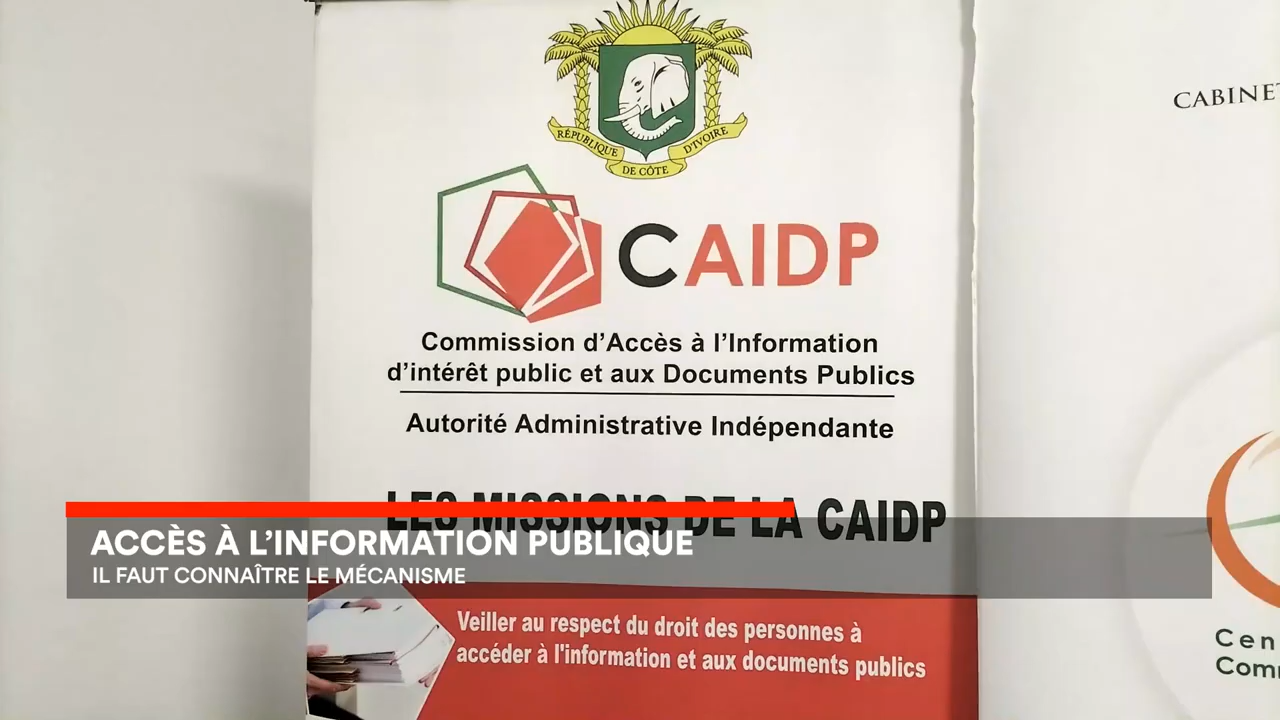 RÉPUBLIQUE DE CÔTE D'IVOIRE
CAIDP
Commission d'Accès à l'Information
d'intérêt public et aux Documents Publics
Autorité Administrative Indépendante
LES MISSIONS DE LA CAIDP
ACCÈS À L'INFORMATION PUBLIQUE
IL FAUT CONNAÎTRE LE MÉCANISME
Veiller au respect du droit des personnes à
accéder à l'information et aux documents publics
CABINET
Cen
Com